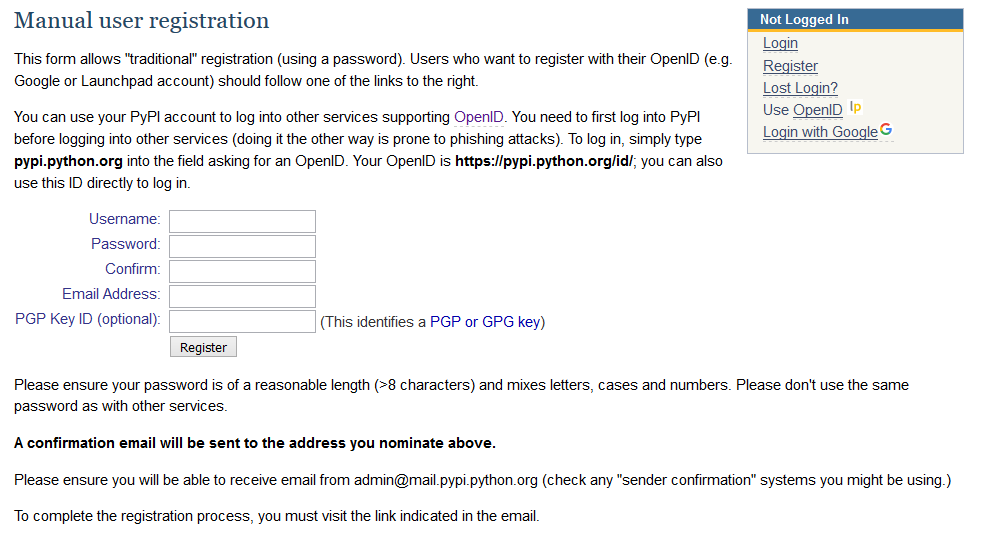 Manual user registration
This form allows "traditional" registration (using a password). Users who want to register with their OpenID (e.g.
Google or Launchpad account) should follow one of the links to the right.
You can use your PyPI account to log into other services supporting OpenID. You need to first log into PyPI
before logging into other services (doing it the other way is prone to phishing attacks). To log in, simply type
pypi.python.org into the field asking for an OpenID. Your OpenID is https://pypi.python.org/id/; you can also
use this ID directly to log in.
Username:
Password:
Confirm:
Email Address:
PGP Key ID (optional): (This identifies a PGP or GPG key)
Register
Please ensure your password is of a reasonable length (>8 characters) and mixes letters, cases and numbers. Please don't use the same
password as with other services.
A confirmation email will be sent to the address you nominate above.
Please ensure you will be able to receive email from admin@mail.pypi.python.org (check any "sender confirmation" systems you might be using.)
To complete the registration process, you must visit the link indicated in the email.
Not Logged In
Login
Register
Lost Login?
Use OpenID lp
Login with Google G